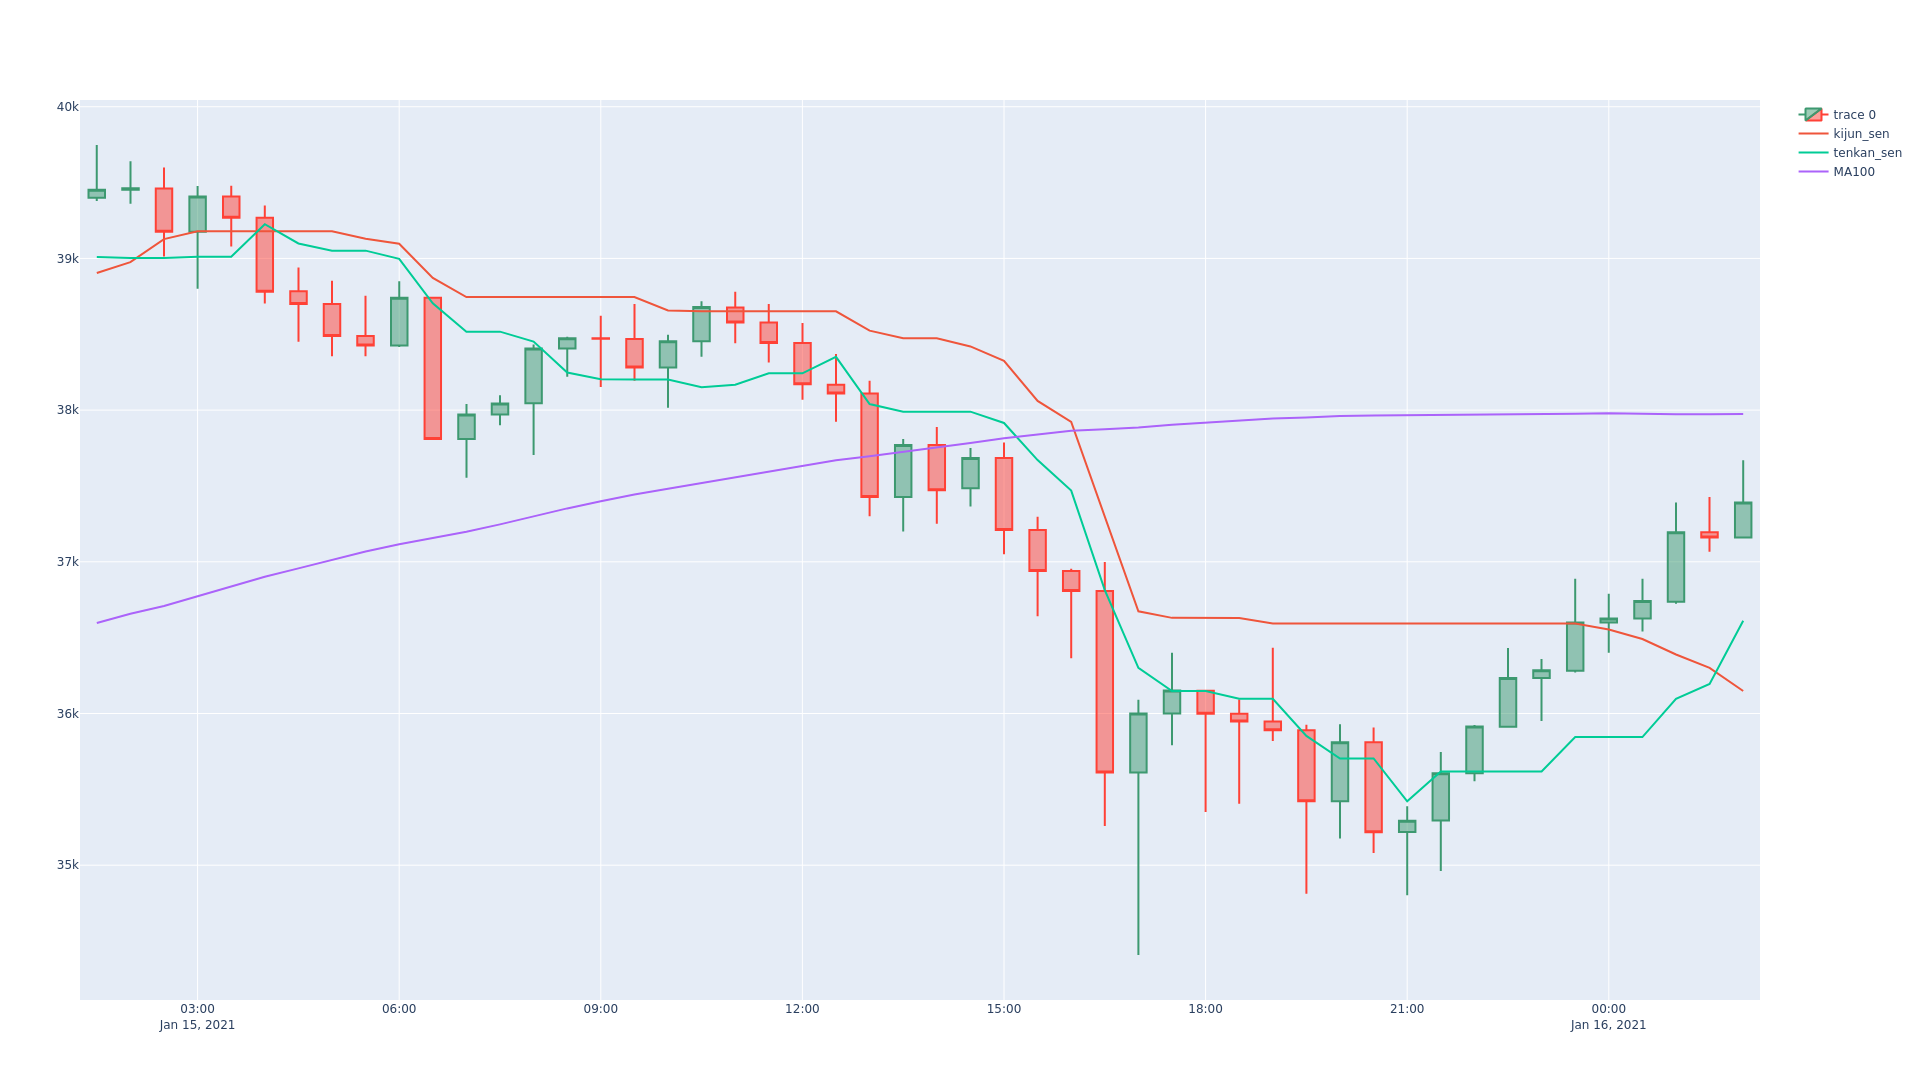 40k
39k
38k
37k
36k
35k
03:00
Jan 15, 2021
06:00
09:00
12:00
15:00
18:00
21:00
00:00
Jan 16, 2021
trace 0
kijun_sen
tenkan_sen
MA100